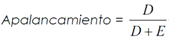 Apalancamiento = D / (D + E)